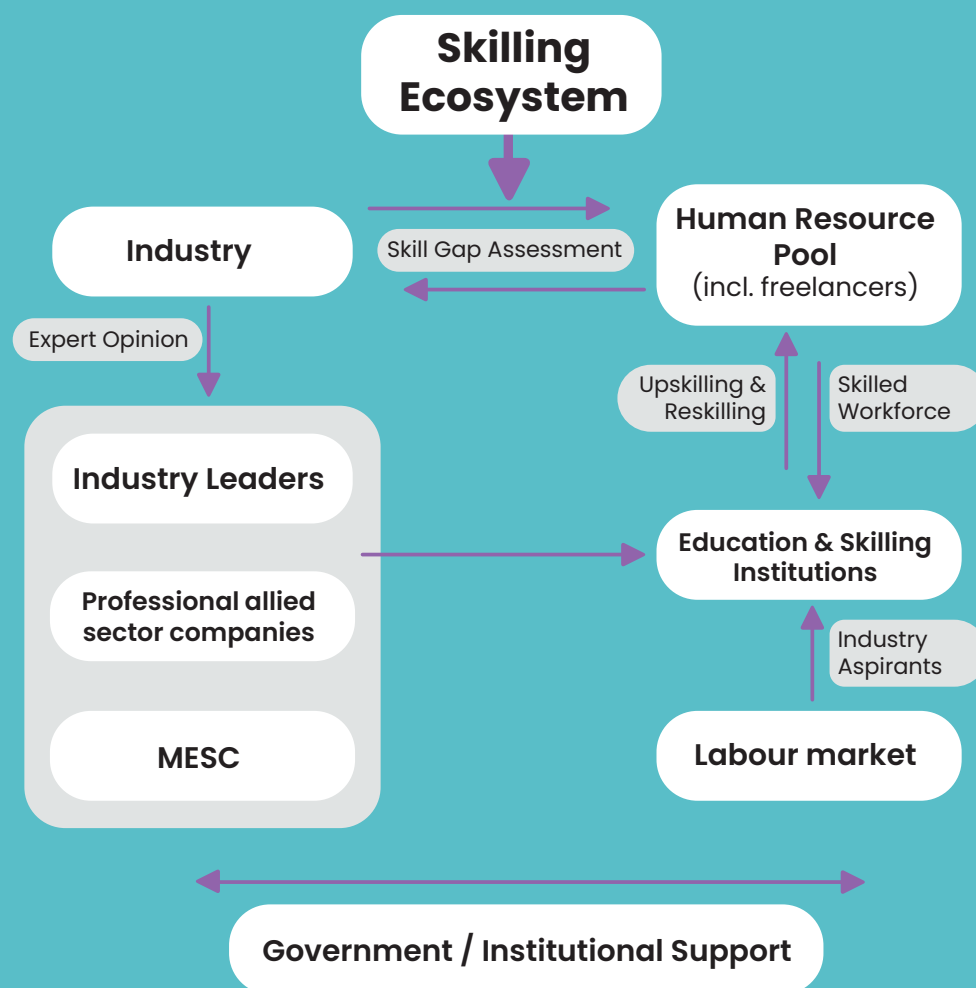 Skilling
Ecosystem
Industry
Skill Gap Assessment
Human Resource
Pool
(incl. freelancers)
Expert Opinion
Upskilling &
Reskilling
Skilled
Workforce
Industry Leaders
Professional allied
sector companies
MESC
Education & Skilling
Institutions
Industry
Aspirants
Labour market
Government / Institutional Support